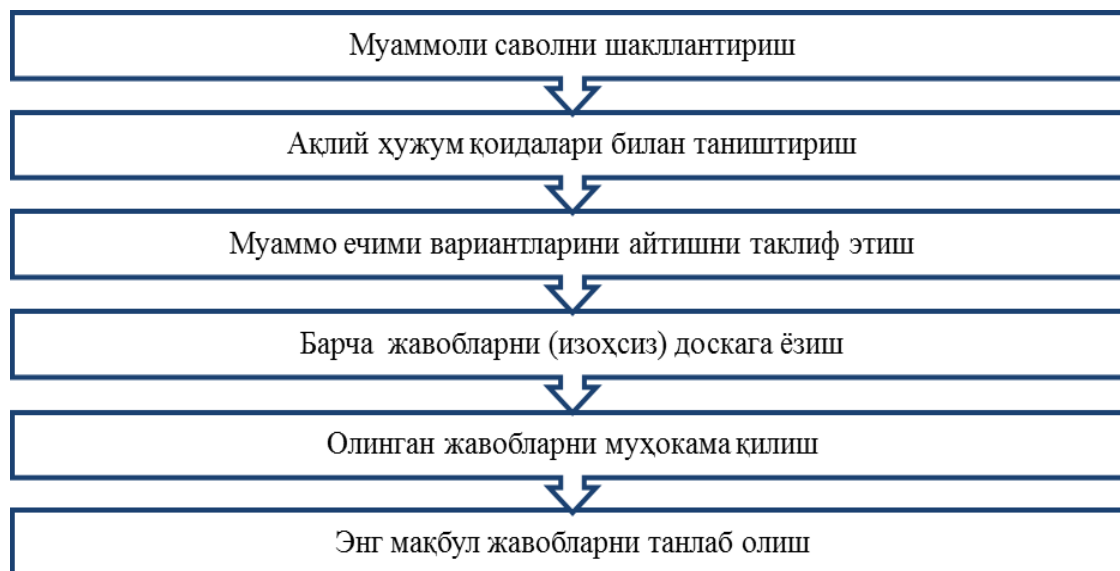 Муаммоли саволни шакллантириш
Ақлий ҳужум қоидалари билан таништириш
Муаммо ечими вариантларини айтишни таклиф этиш
Барча жавобларни (изоҳсиз) доскага ёзиш
Олинган жавобларни муҳокама қилиш
Энг мақбул жавобларни танлаб олиш